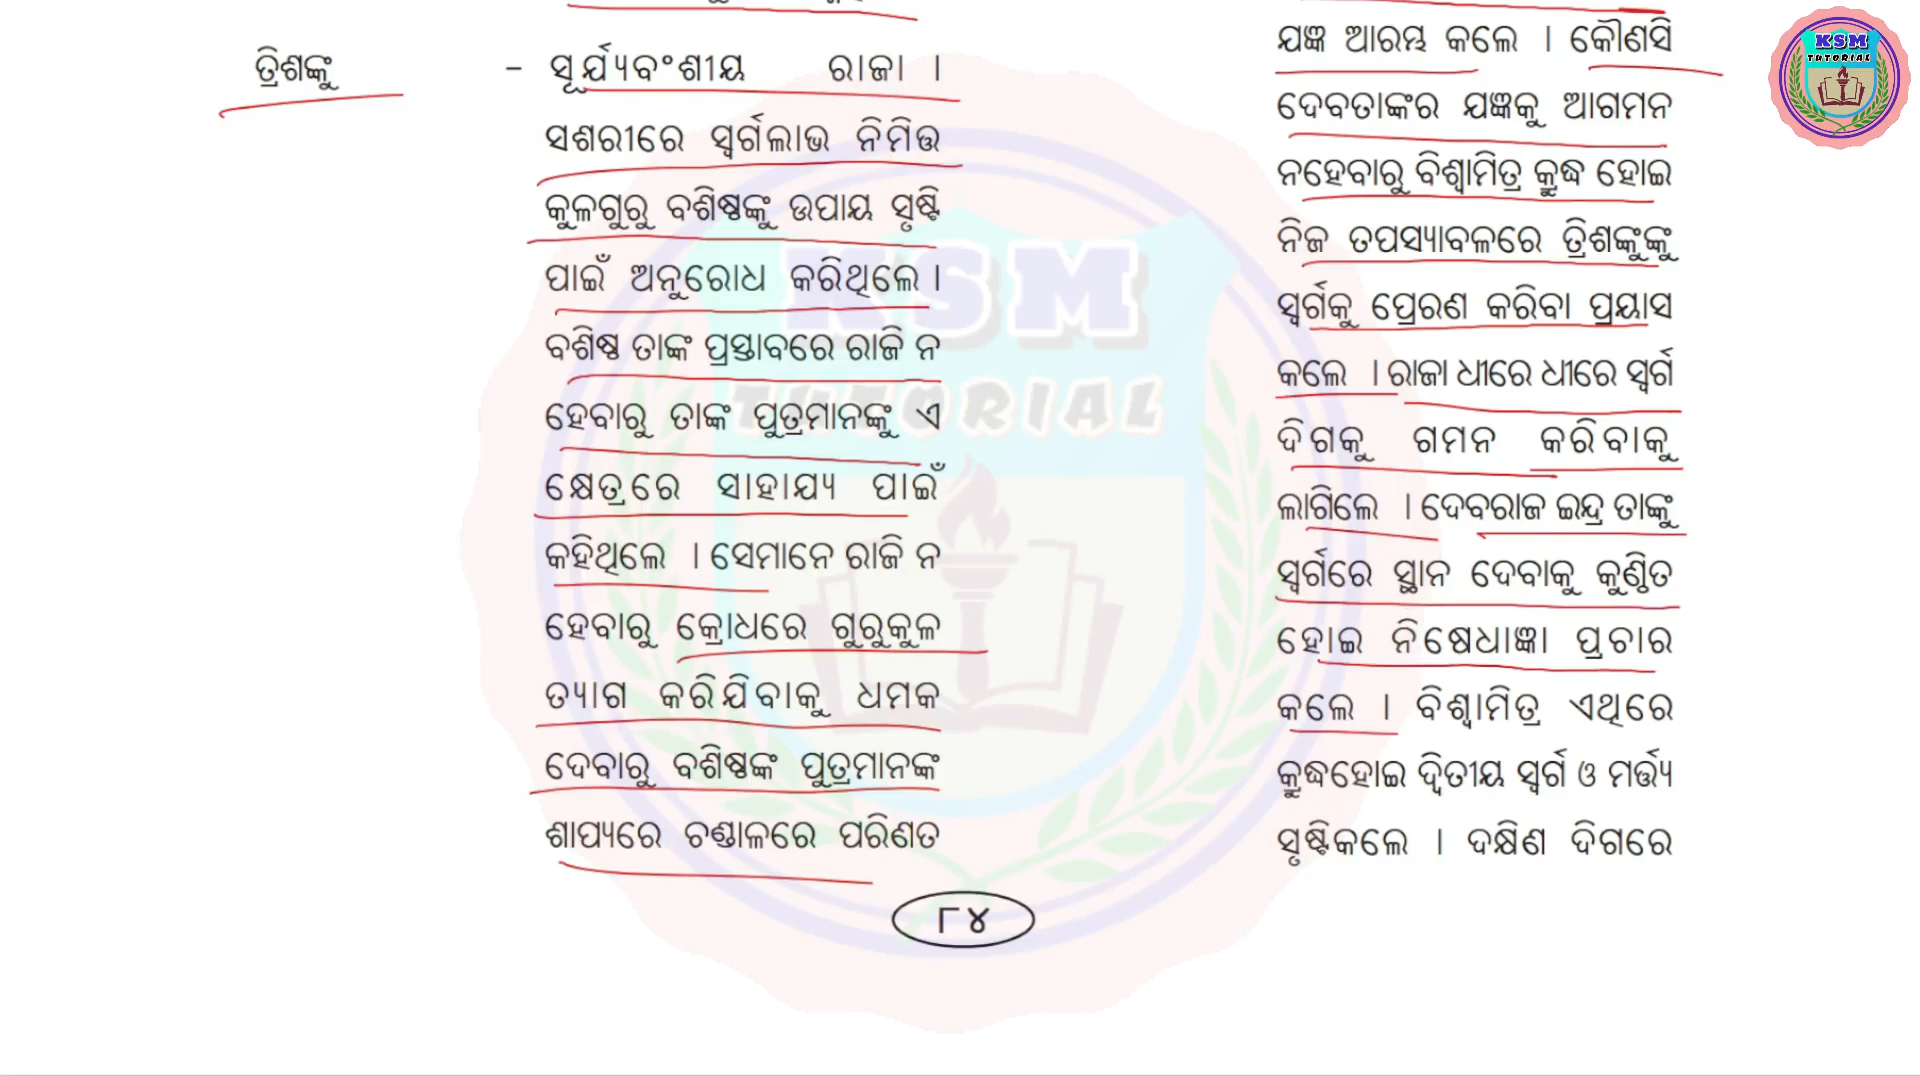 ତ୍ରିଶଙ୍କୁ – ସୂର୍ଯ୍ୟବଂଶୀୟ ରାଜା ।
ସଶରୀରେ ସ୍ୱର୍ଗଲାଭ ନିମିତ୍ତ
କୁଳଗୁରୁ ବଶିଷ୍ଠଙ୍କୁ ଉପାୟ ସୃଷ୍ଟି
ପାଇଁ ଅନୁରୋଧ କରିଥିଲେ ।
ବଶିଷ୍ଠ ତାଙ୍କ ପ୍ରସ୍ତାବରେ ରାଜି ନ
ହେବାରୁ ତାଙ୍କ ପୁତ୍ରମାନଙ୍କୁ ଏ
କ୍ଷେତ୍ରରେ ସାହାଯ୍ୟ ପାଇଁ
କହିଥିଲେ । ସେମାନେ ରାଜି ନ
ହେବାରୁ କ୍ରୋଧରେ ଗୁରୁକୁଳ
ତ୍ୟାଗ କରିଯିବାକୁ ଧମକ
ଦେବାରୁ ବଶିଷ୍ଠଙ୍କ ପୁତ୍ରମାନଙ୍କ
ଶାପ୍ୟରେ ଚଣ୍ଡାଳରେ ପରିଣତ
ଯଜ୍ଞ ଆରମ୍ଭ କଲେ । କୌଣସି
ଦେବତାଙ୍କର ଯଜ୍ଞକୁ ଆଗମନ
ନହେବାରୁ ବିଶ୍ୱାମିତ୍ର କ୍ରୁଦ୍ଧ ହୋଇ
ନିଜ ତପସ୍ୟାବଳରେ ତ୍ରିଶଙ୍କୁଙ୍କୁ
ସ୍ୱର୍ଗକୁ ପ୍ରେରଣ କରିବା ପ୍ରୟାସ
କଲେ । ରାଜା ଧୀରେ ଧୀରେ ସ୍ୱର୍ଗ
ଦିଗକୁ ଗମନ କରିବାକୁ
ଲାଗିଲେ । ଦେବରାଜ ଇନ୍ଦ୍ର ତାଙ୍କୁ
ସ୍ୱର୍ଗରେ ସ୍ଥାନ ଦେବାକୁ କୁଣ୍ଠିତ
ହୋଇ ନିଷେଧାଜ୍ଞା ପ୍ରଚାର
କଲେ । ବିଶ୍ୱାମିତ୍ର ଏଥିରେ
କ୍ରୁଦ୍ଧହୋଇ ଦ୍ୱିତୀୟ ସ୍ୱର୍ଗ ଓ ମର୍ତ୍ତ୍ୟ
ସୃଷ୍ଟିକଲେ । ଦକ୍ଷିଣ ଦିଗରେ
୮୪
KSM
TUTORIAL
KSM
TUTORIAL